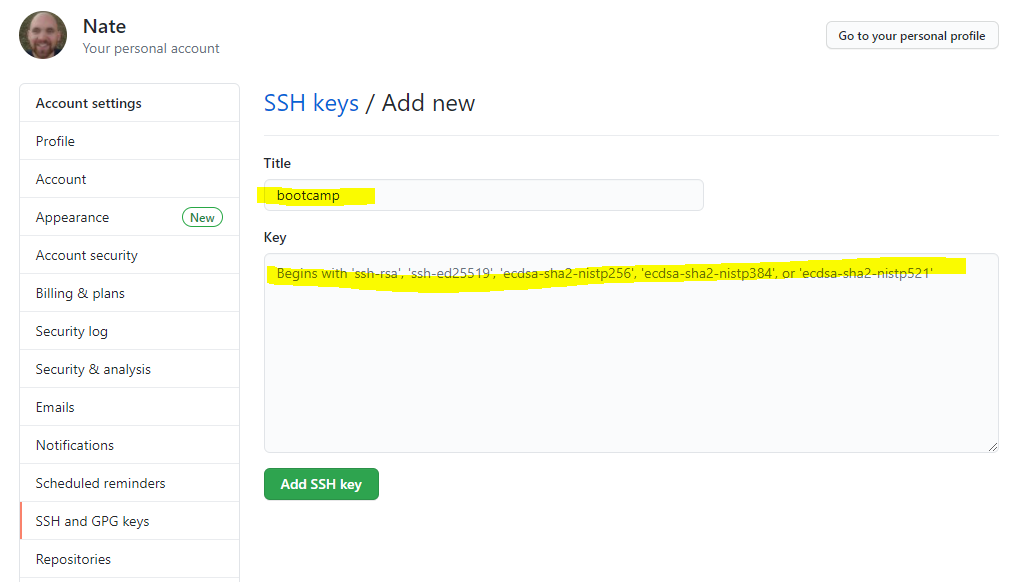 Nate
Your personal account
Go to your personal profile
Account settings
Profile
Account
Appearance New
Account security
Billing & plans
Security log
Security & analysis
Emails
Notifications
Scheduled reminders
SSH and GPG keys
Repositories
SSH keys / Add new
Title
bootcamp
Key
Begins with 'ssh-rsa', 'ssh-ed25519', 'ecdsa-sha2-nistp256', 'ecdsa-sha2-nistp384', or 'ecdsa-sha2-nistp521'
Add SSH key